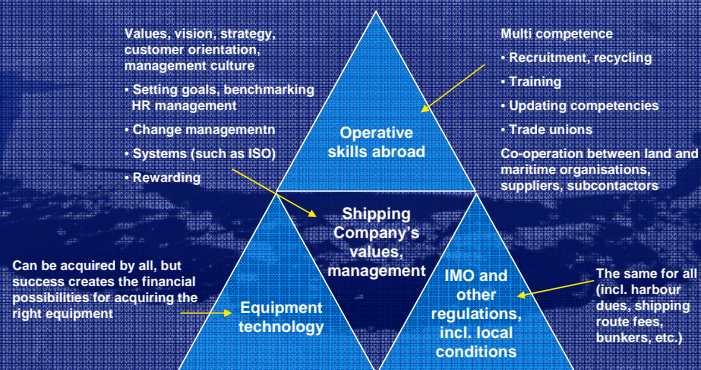 Values, vision, strategy,
customer orientation,
management culture
• Setting goals, benchmarking
HR management
• Change managementn
• Systems (such as ISO)
• Rewarding
Multi competence
• Recruitment, recycling
• Training
• Updating competencies
• Trade unions
Co-operation between land and
maritime organisations,
suppliers, subcontactors
Operative
skills abroad
Shipping
Company's
values,
management
Can be acquired by all, but
success creates the financial
possibilities for acquiring the
right equipment
Equipment
technology
IMO and
other
regulations,
incl. local
conditions
The same for all
(incl. harbour
dues, shipping
route fees,
bunkers, etc.)